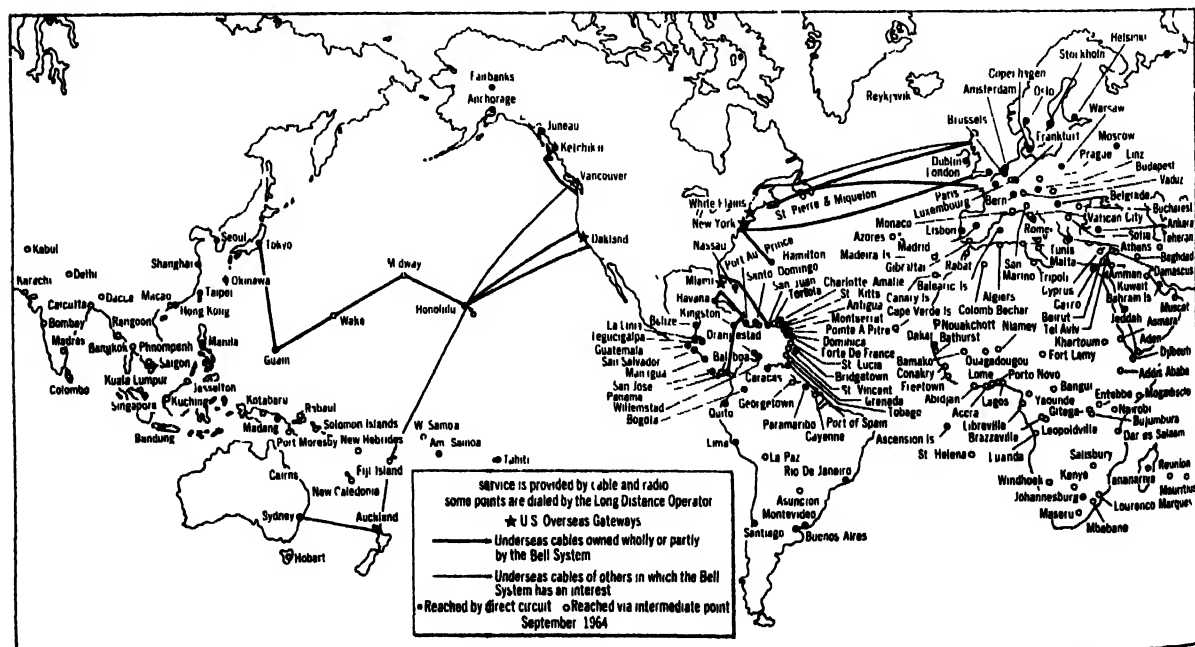 Fairbanks
Anchorage
Juneau
Ketchikan
Vancouver
Oakland
Midway
Honolulu
Wake
Guam
Seoul
Tokyo
Shanghai
Okinawa
Taipei
Macao
Hong Kong
Kabul
Karachi
Delhi
Calcutta
Dacca
Bombay
Rangoon
Madras
Bangkok
Phnompenh
Manila
Saigon
Colombo
Kuala Lumpur
Jesselton
Singapore
Kuching
Kotabaru
Bandung
Madang
Rabaul
Port Moresby
Solomon Islands
New Hebrides
W. Samoa
Am Samoa
Tahiti
Fiji Island
Cairns
New Caledonia
Sydney
Auckland
Hobart
Reykjavik
Helsinki
Stockholm
Copenhagen
Oslo
Amsterdam
Brussels
Warsaw
Frankfurt
Moscow
Prague
Linz
Budapest
Vaduz
Dublin
London
Paris
Luxembourg
Bern
Belgrade
Bucharest
Vatican City
Ankara
Monaco
Lisbon
Rome
Sofia
Teheran
Azores
Madrid
Tunis
Athens
Baghdad
Madeira Is
Malta
Gibraltar
Rabat
San Marino
Tripoli
Amman
Damascus
Balearic Is
Cyprus
Kuwait
Canary Is
Algiers
Cairo
Bahram Is
Muscat
Cape Verde Is
Colomb Bechar
Beirut
Jeddah
Nouakchott
Niamey
Tel Aviv
Asmara
Dakar
Bathurst
Khartoum
Aden
Bamako
Ouagadougou
Fort Lamy
Djibouti
Conakry
Addis Ababa
Freetown
Lome
Porto Novo
Bangui
Entebbe
Mogadiscio
Abidjan
Lagos
Yaounde
Nairobi
Accra
Gitega
Libreville
Bujumbura
Ascension Is
Brazzaville
Leopoldville
Dar es Salaam
St Helena
Luanda
Salisbury
Windhoek
Kanye
Tananarive
Reunion
Mauritius
Johannesburg
Lourenco Marques
Maseru
Mbabane
White Plains
New York
St Pierre & Miquelon
Nassau
Port Au Prince
Hamilton
Santo Domingo
San Juan
Tortola
Charlotte Amalie
St Kitts
Antigua
Montserrat
Pointe A Pitre
Dominica
Forte De France
St Lucia
Bridgetown
St Vincent
Grenada
Tobago
Port of Spain
Miami
Havana
Kingston
Belize
La Lima
Tegucigalpa
Guatemala
San Salvador
Managua
San Jose
Panama
Willemstad
Bogota
Oranjestad
Balboa
Caracas
Georgetown
Paramaribo
Cayenne
Quito
Lima
La Paz
Rio De Janeiro
Asuncion
Montevideo
Santiago
Buenos Aires
service is provided by cable and radio
some points are dialed by the Long Distance Operator
★ U S Overseas Gateways
Underseas cables owned wholly or partly
by the Bell System
Underseas cables of others in which the Bell
System has an interest
• Reached by direct circuit o Reached via intermediate point
September 1964